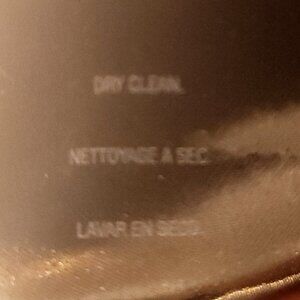 DRY CLEAN.
NETTOYAGE A SEC
LAVAR EN SECO.